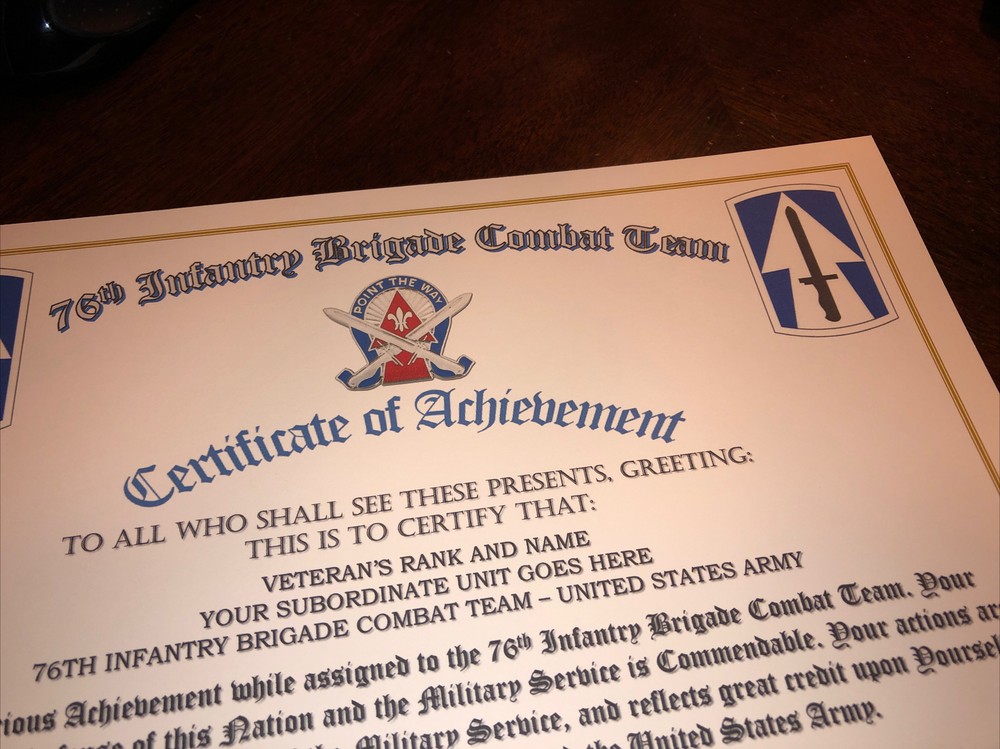 76th Infantry Brigade Combat Team
POINT THE WAY
Certificate of Achievement
TO ALL WHO SHALL SEE THESE PRESENTS, GREETING:
THIS IS TO CERTIFY THAT:
VETERAN'S RANK AND NAME
YOUR SUBORDINATE UNIT GOES HERE
76TH INFANTRY BRIGADE COMBAT TEAM – UNITED STATES ARMY
Achievement while assigned to the 76th Infantry Brigade Combat Team. Your
of this Nation and the Military Service is Commendable. Your actions
Military Service, and reflects great credit upon
the United States Army.